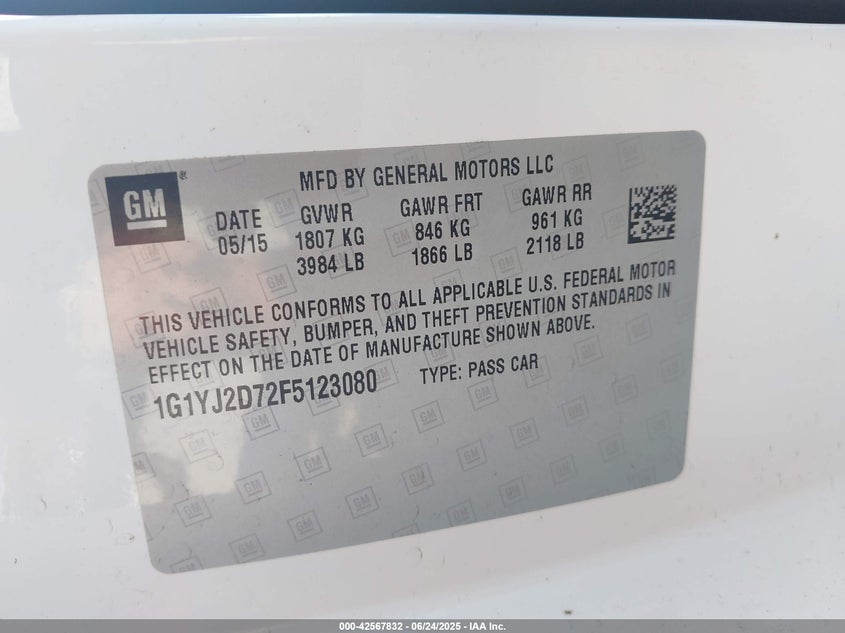 GM ®
MFD BY GENERAL MOTORS LLC
DATE GVWR GAWR FRT GAWR RR
05/15 1807 KG 846 KG 961 KG
3984 LB 1866 LB 2118 LB
THIS VEHICLE CONFORMS TO ALL APPLICABLE U.S. FEDERAL MOTOR
VEHICLE SAFETY, BUMPER, AND THEFT PREVENTION STANDARDS IN
EFFECT ON THE DATE OF MANUFACTURE SHOWN ABOVE.
1G1YJ2D72F5123080 TYPE: PASS CAR
000-42567832 - 06/24/2025 - IAA Inc.